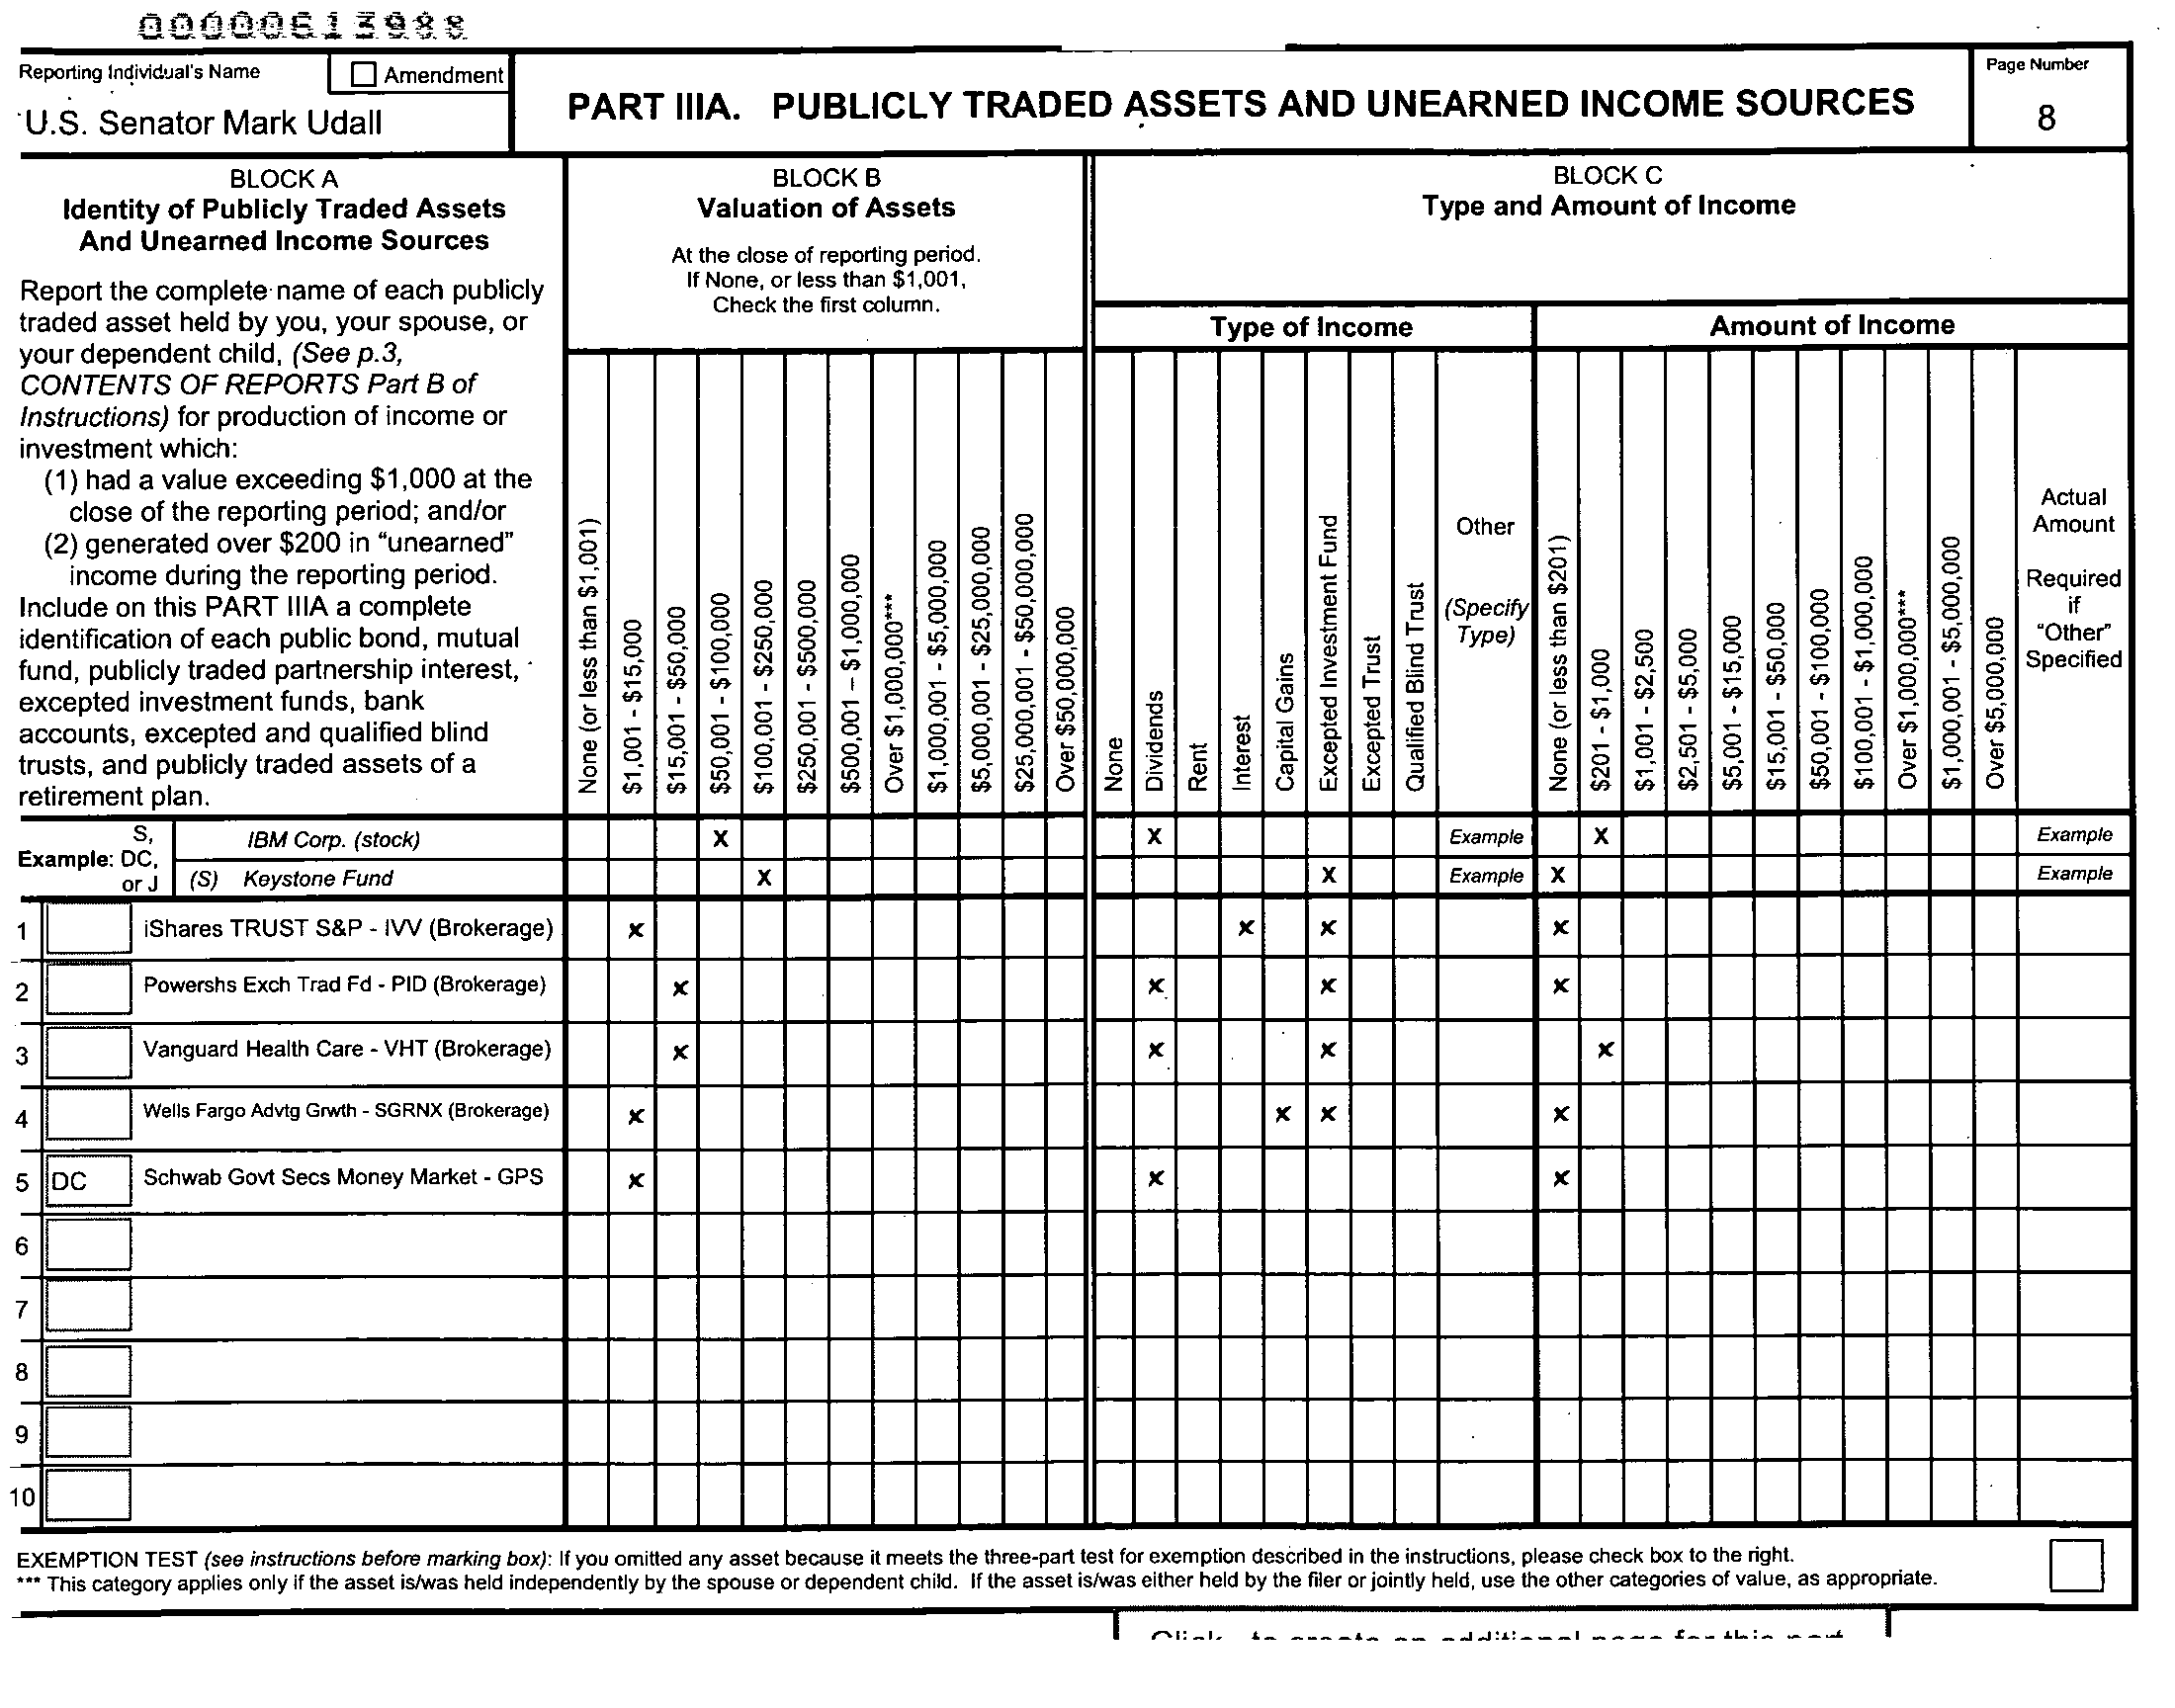 00000613988
Reporting Individual's Name
Amendment
U.S. Senator Mark Udall
PART IIIA. PUBLICLY TRADED ASSETS AND UNEARNED INCOME SOURCES
Page Number
8
BLOCK A
Identity of Publicly Traded Assets
And Unearned Income Sources
Report the complete name of each publicly
traded asset held by you, your spouse, or
your dependent child, (See p.3,
CONTENTS OF REPORTS Part B of
Instructions) for production of income or
investment which:
(1) had a value exceeding $1,000 at the
close of the reporting period; and/or
(2) generated over $200 in “unearned”
income during the reporting period.
Include on this PART IIIA a complete
identification of each public bond, mutual
fund, publicly traded partnership interest,
excepted investment funds, bank
accounts, excepted and qualified blind
trusts, and publicly traded assets of a
retirement plan.
BLOCK B
Valuation of Assets
At the close of reporting period.
If None, or less than $1,001,
Check the first column.
None (or less than $1,001)
$1,001 - $15,000
$15,001 - $50,000
$50,001 - $100,000
$100,001 - $250,000
$250,001 - $500,000
$500,001 – $1,000,000
Over $1,000,000***
$1,000,001 - $5,000,000
$5,000,001 - $25,000,000
$25,000,001 - $50,000,000
Over $50,000,000
BLOCK C
Type and Amount of Income
Type of Income
None
Dividends
Rent
Interest
Capital Gains
Excepted Investment Fund
Excepted Trust
Qualified Blind Trust
Other
(Specify
Type)
Amount of Income
None (or less than $201)
$201 - $1,000
$1,001 - $2,500
$2,501 - $5,000
$5,001 - $15,000
$15,001 - $50,000
$50,001 - $100,000
$100,001 - $1,000,000
Over $1,000,000***
$1,000,001 - $5,000,000
Over $5,000,000
Actual
Amount
Required
if
“Other”
Specified
Example:
S,
DC,
or J
IBM Corp. (stock) X X Example X Example
(S) Keystone Fund X X Example X Example
1 iShares TRUST S&P - IVV (Brokerage) x x x x
2 Powershs Exch Trad Fd - PID (Brokerage) x x x x
3 Vanguard Health Care - VHT (Brokerage) x x x x
4 Wells Fargo Advtg Grwth - SGRNX (Brokerage) x x x x
5 DC Schwab Govt Secs Money Market - GPS x x x
6
7
8
9
10
EXEMPTION TEST (see instructions before marking box): If you omitted any asset because it meets the three-part test for exemption described in the instructions, please check box to the right.
*** This category applies only if the asset is/was held independently by the spouse or dependent child. If the asset is/was either held by the filer or jointly held, use the other categories of value, as appropriate.